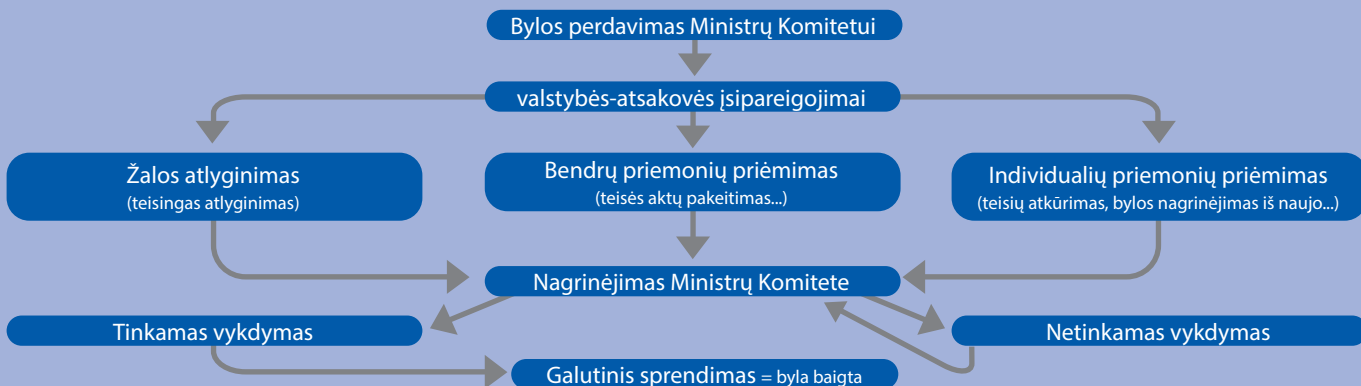 Bylos perdavimas Ministrų Komitetui
valstybės-atsakovės įsipareigojimai
Žalos atlyginimas
(teisingas atlyginimas)
Bendrų priemonių priėmimas
(teisės aktų pakeitimas...)
Individualių priemonių priėmimas
(teisių atkūrimas, bylos nagrinėjimas iš naujo...)
Nagrinėjimas Ministrų Komitete
Tinkamas vykdymas
Netinkamas vykdymas
Galutinis sprendimas = byla baigta